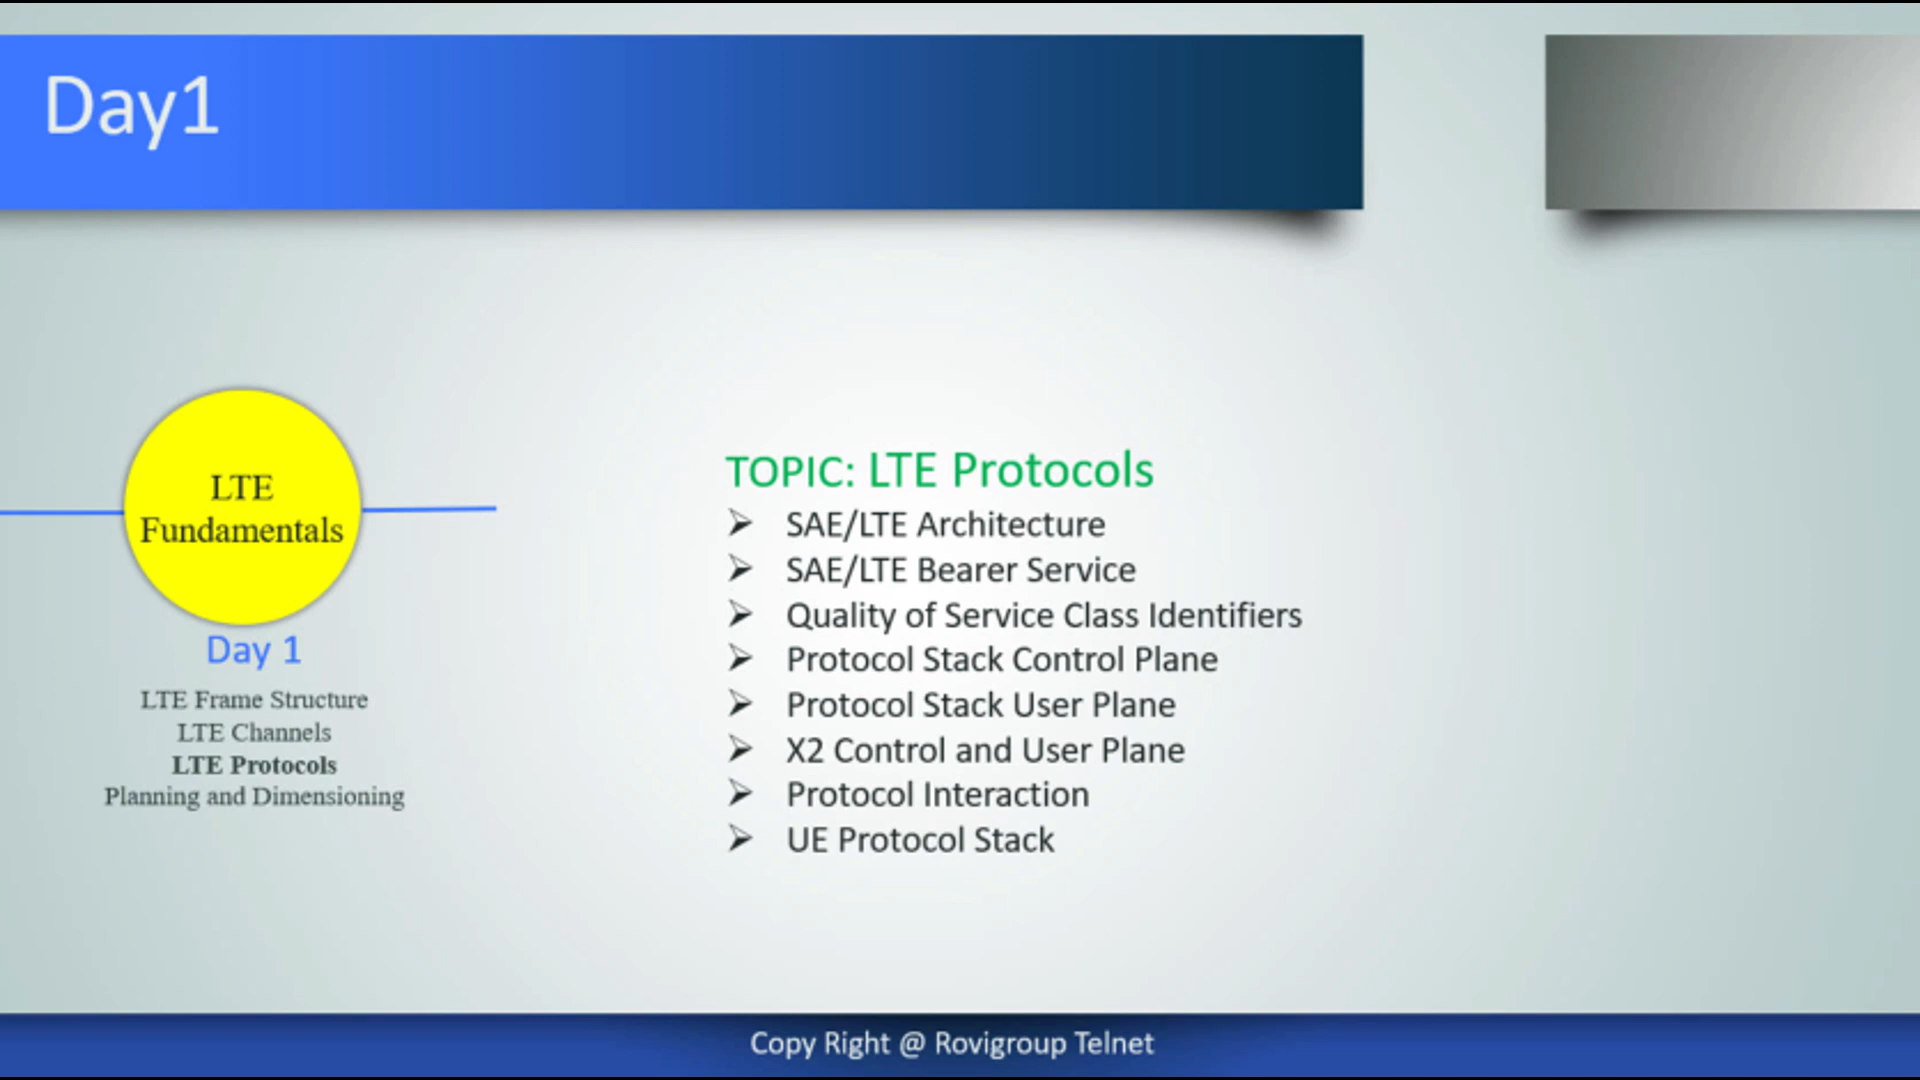 Day1
LTE
Fundamentals
Day 1
LTE Frame Structure
LTE Channels
LTE Protocols
Planning and Dimensioning
TOPIC: LTE Protocols
SAE/LTE Architecture
SAE/LTE Bearer Service
Quality of Service Class Identifiers
Protocol Stack Control Plane
Protocol Stack User Plane
X2 Control and User Plane
Protocol Interaction
UE Protocol Stack
Copy Right @ Rovigroup Telnet